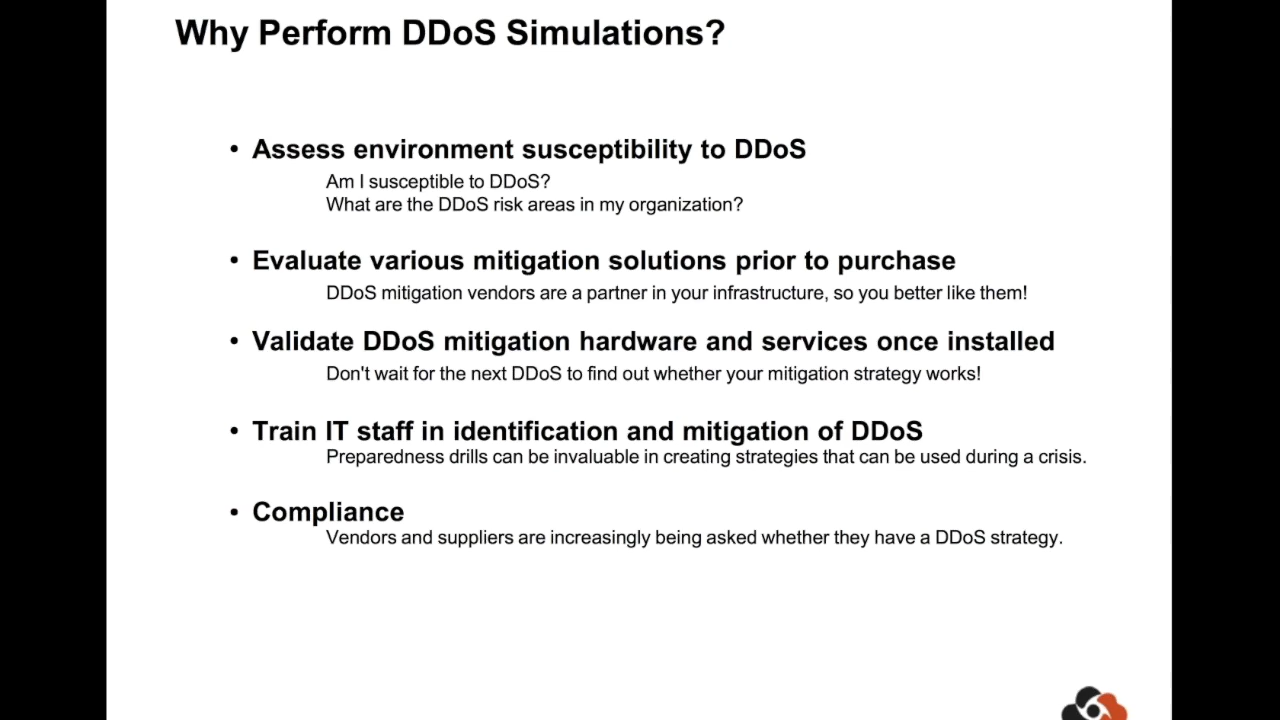 Why Perform DDoS Simulations?
• Assess environment susceptibility to DDoS
Am I susceptible to DDoS?
What are the DDoS risk areas in my organization?
• Evaluate various mitigation solutions prior to purchase
DDoS mitigation vendors are a partner in your infrastructure, so you better like them!
• Validate DDoS mitigation hardware and services once installed
Don't wait for the next DDoS to find out whether your mitigation strategy works!
• Train IT staff in identification and mitigation of DDoS
Preparedness drills can be invaluable in creating strategies that can be used during a crisis.
• Compliance
Vendors and suppliers are increasingly being asked whether they have a DDoS strategy.